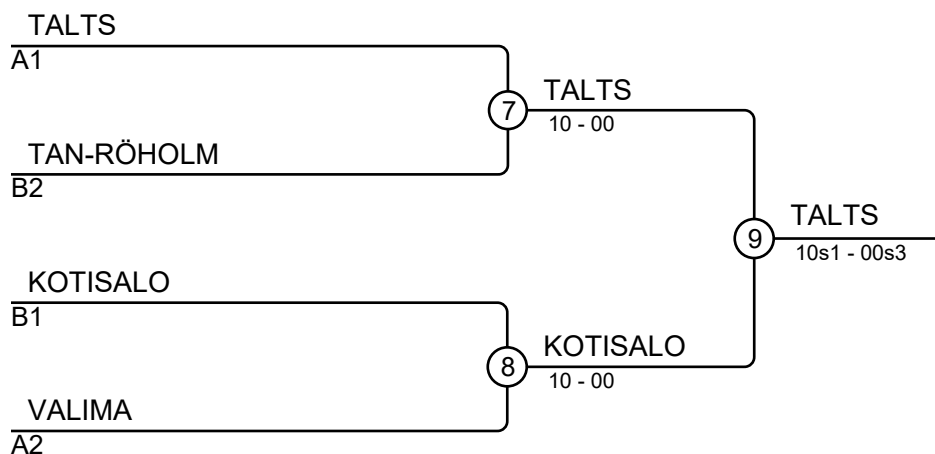 TALTS
A1
7
TALTS
10 - 00
TAN-RÖHOLM
B2
9
TALTS
10s1 - 00s3
KOTISALO
B1
8
KOTISALO
10 - 00
VALIMA
A2